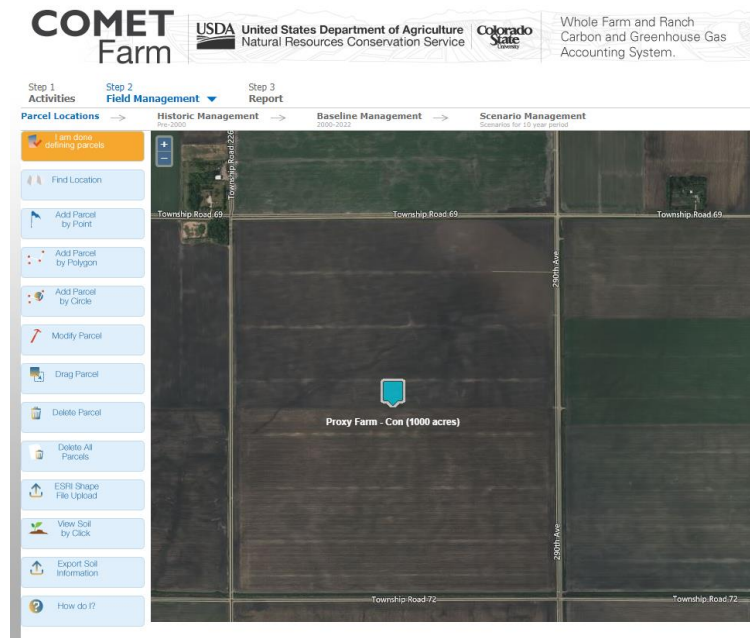 COMET
Farm
USDA
United States Department of Agriculture
Natural Resources Conservation Service
Colorado
State
University
Whole Farm and Ranch
Carbon and Greenhouse Gas
Accounting System.
Step 1
Activities
Step 2
Field Management
Step 3
Report
Parcel Locations
Historic Management
Pre-2000
Baseline Management
2000-2022
Scenario Management
Scenarios for 10 year period
I am done
defining parcels
Find Location
Add Parcel
by Point
Add Parcel
by Polygon
Add Parcel
by Circle
Modify Parcel
Drag Parcel
Delete Parcel
Delete All
Parcels
ESRI Shape
File Upload
View Soil
by Click
Export Soil
Information
How do I?
+
−
Township Road 226
Township Road 69
Township Road 69
Township Road 69
290th Ave
Proxy Farm - Con (1000 acres)
290th Ave
Township Road 72
Township Road 72